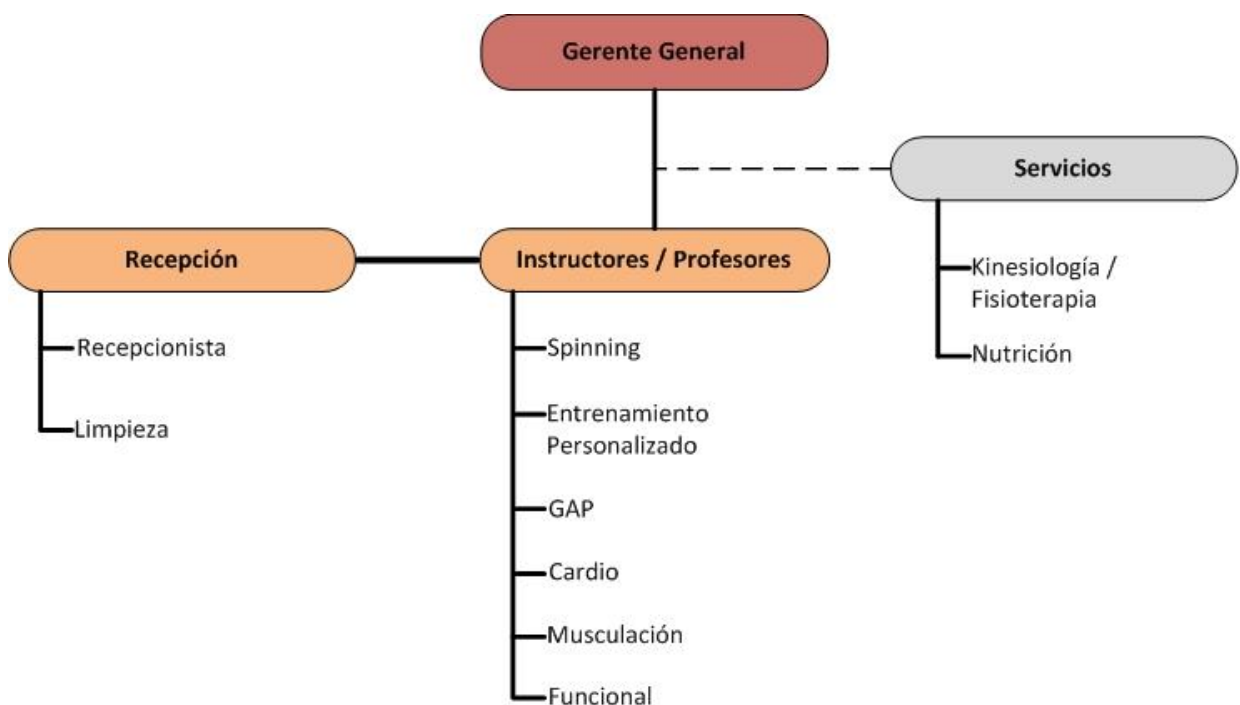 Gerente General
Servicios
Kinesiología /
Fisioterapia
Nutrición
Recepción
Recepcionista
Limpieza
Instructores / Profesores
Spinning
Entrenamiento
Personalizado
GAP
Cardio
Musculación
Funcional